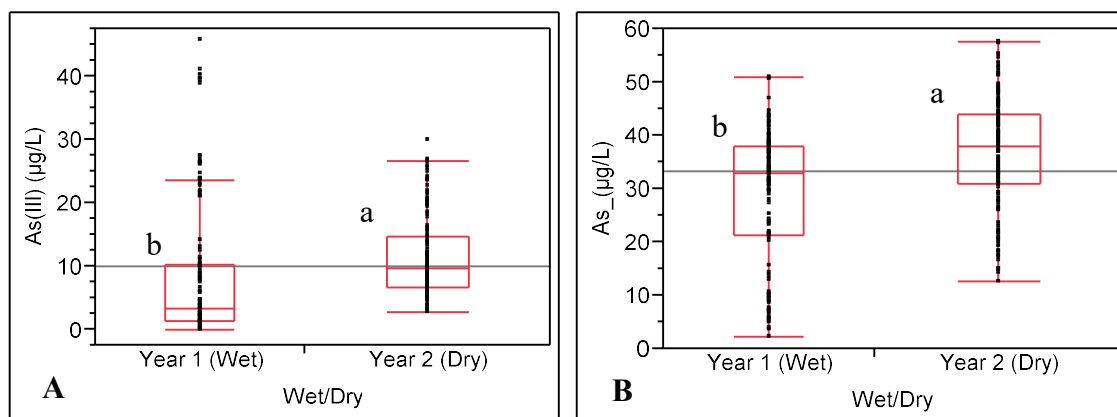 As(III) (µg/L)
40
30
20
10
0
b
a
Year 1 (Wet)
Year 2 (Dry)
Wet/Dry
A
As_(µg/L)
60
50
40
30
20
10
0
b
a
Year 1 (Wet)
Year 2 (Dry)
Wet/Dry
B